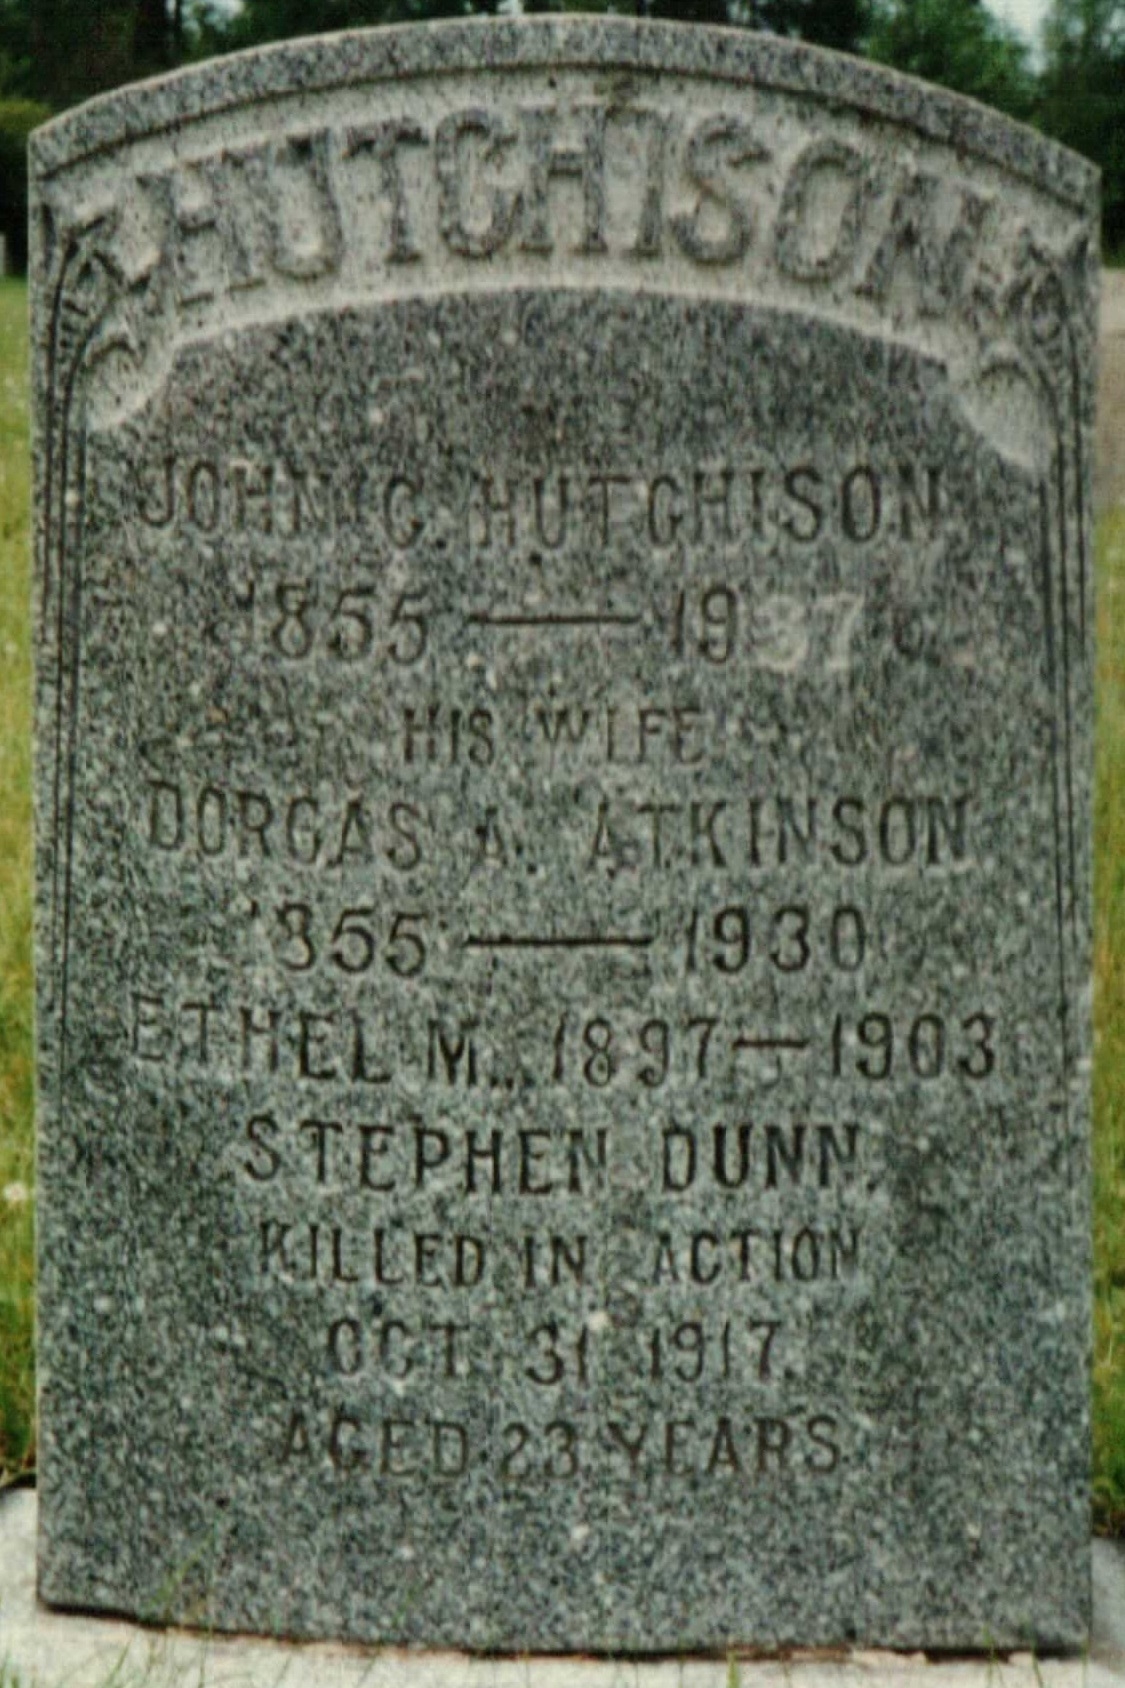 HUTCHISON
JOHN C. HUTCHISON
1855 — 1937
HIS WIFE
DORCAS A. ATKINSON
1855 — 1930
ETHEL M., 1897 — 1903
STEPHEN DUNN,
KILLED IN ACTION
OCT. 31 1917.
AGED 23 YEARS